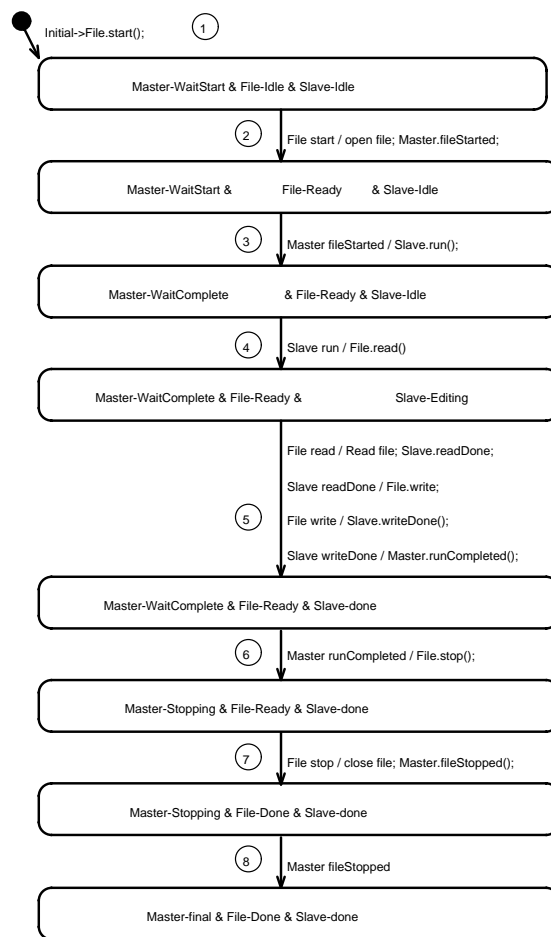 Initial->File.start();
1
Master-WaitStart & File-Idle & Slave-Idle
2
File start / open file; Master.fileStarted;
Master-WaitStart & File-Ready & Slave-Idle
3
Master fileStarted / Slave.run();
Master-WaitComplete & File-Ready & Slave-Idle
4
Slave run / File.read()
Master-WaitComplete & File-Ready & Slave-Editing
File read / Read file; Slave.readDone;
Slave readDone / File.write;
5
File write / Slave.writeDone();
Slave writeDone / Master.runCompleted();
Master-WaitComplete & File-Ready & Slave-done
6
Master runCompleted / File.stop();
Master-Stopping & File-Ready & Slave-done
7
File stop / close file; Master.fileStopped();
Master-Stopping & File-Done & Slave-done
8
Master fileStopped
Master-final & File-Done & Slave-done